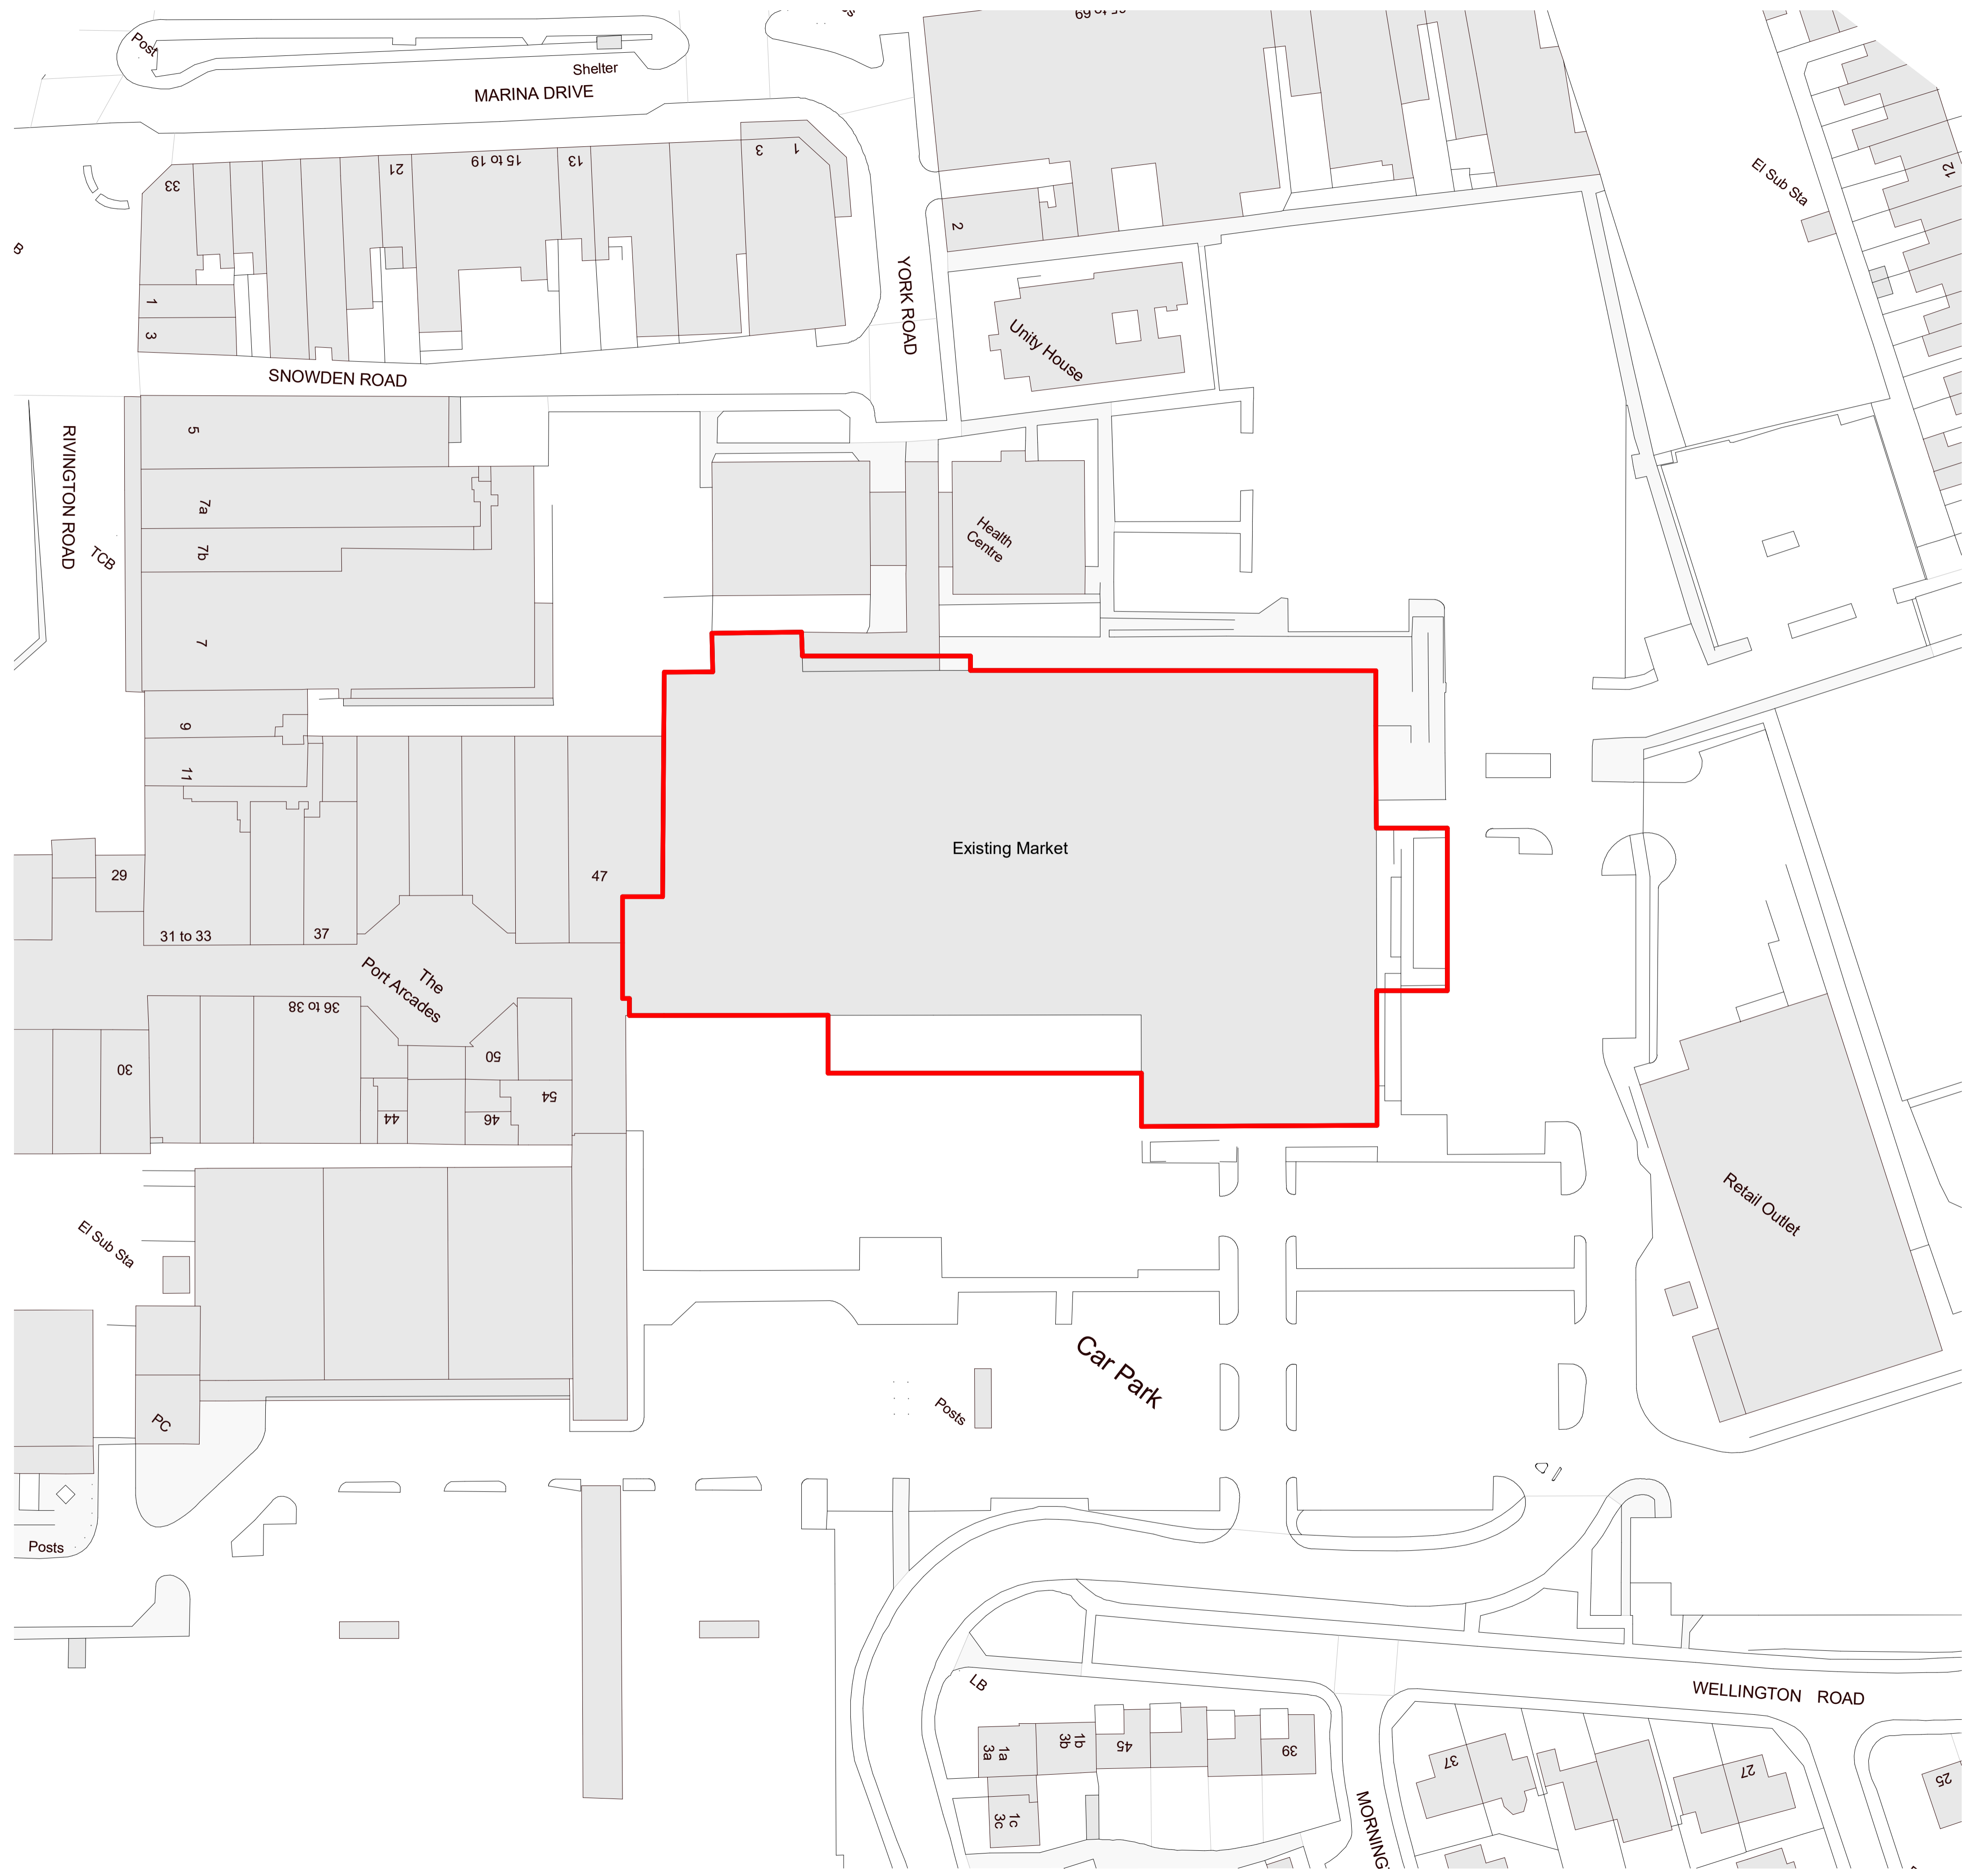 65 to 69
Post
Shelter
MARINA DRIVE
12
El Sub Sta
33
21
15 to 19
13
3
1
2
B
1
3
YORK ROAD
Unity House
SNOWDEN ROAD
RIVINGTON ROAD
5
7a
7b
TCB
7
Health
Centre
9
11
Existing Market
29
47
31 to 33
37
The
Port Arcades
36 to 38
30
50
54
44
46
Retail Outlet
El Sub Sta
Car Park
PC
Posts
Posts
LB
WELLINGTON ROAD
1a
3a
1b
3b
45
39
37
27
25
1c
3c